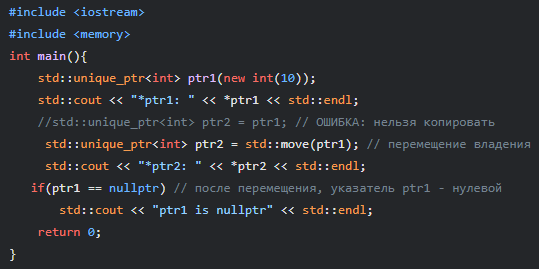 #include <iostream>
#include <memory>
int main(){
std::unique_ptr<int> ptr1(new int(10));
std::cout << "*ptr1: " << *ptr1 << std::endl;
//std::unique_ptr<int> ptr2 = ptr1; // ОШИБКА: нельзя копировать
std::unique_ptr<int> ptr2 = std::move(ptr1); // перемещение владения
std::cout << "*ptr2: " << *ptr2 << std::endl;
if(ptr1 == nullptr) // после перемещения, указатель ptr1 - нулевой
std::cout << "ptr1 is nullptr" << std::endl;
return 0;
}